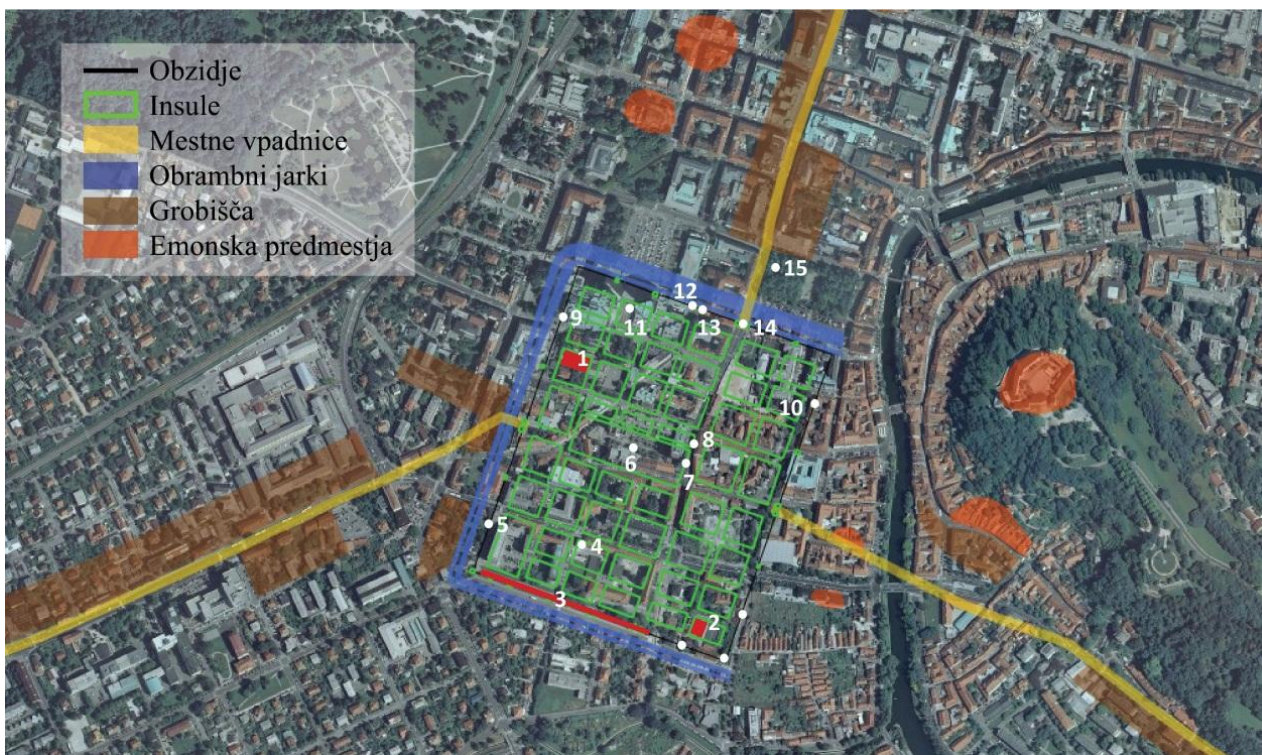 Obzidje
Insule
Mestne vpadnice
Obrambni jarki
Grobišča
Emonska predmestja
15
12
13
14
9
11
1
10
8
6
7
5
4
3
2